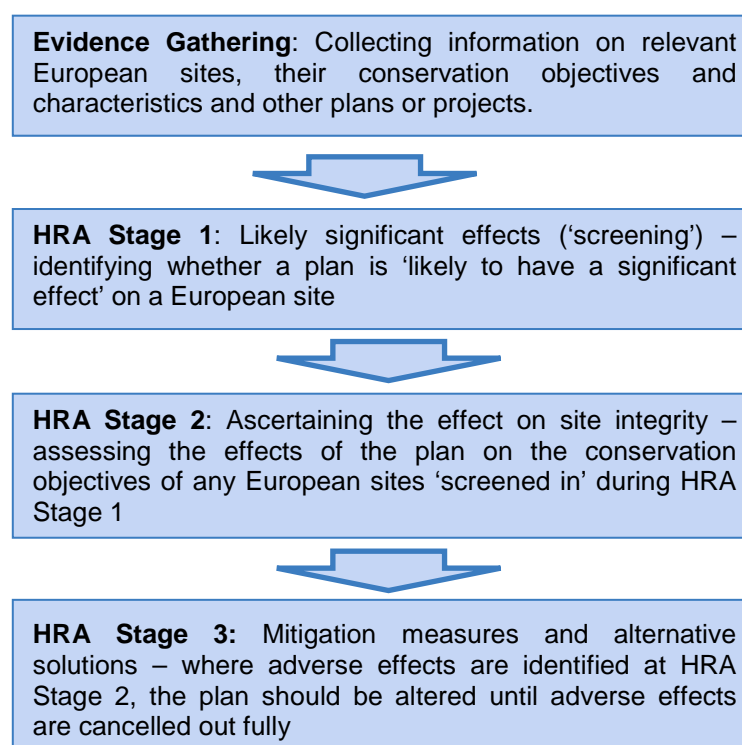 Evidence Gathering: Collecting information on relevant
European sites, their conservation objectives and
characteristics and other plans or projects.
HRA Stage 1: Likely significant effects (‘screening’) –
identifying whether a plan is ‘likely to have a significant
effect’ on a European site
HRA Stage 2: Ascertaining the effect on site integrity –
assessing the effects of the plan on the conservation
objectives of any European sites ‘screened in’ during HRA
Stage 1
HRA Stage 3: Mitigation measures and alternative
solutions – where adverse effects are identified at HRA
Stage 2, the plan should be altered until adverse effects
are cancelled out fully